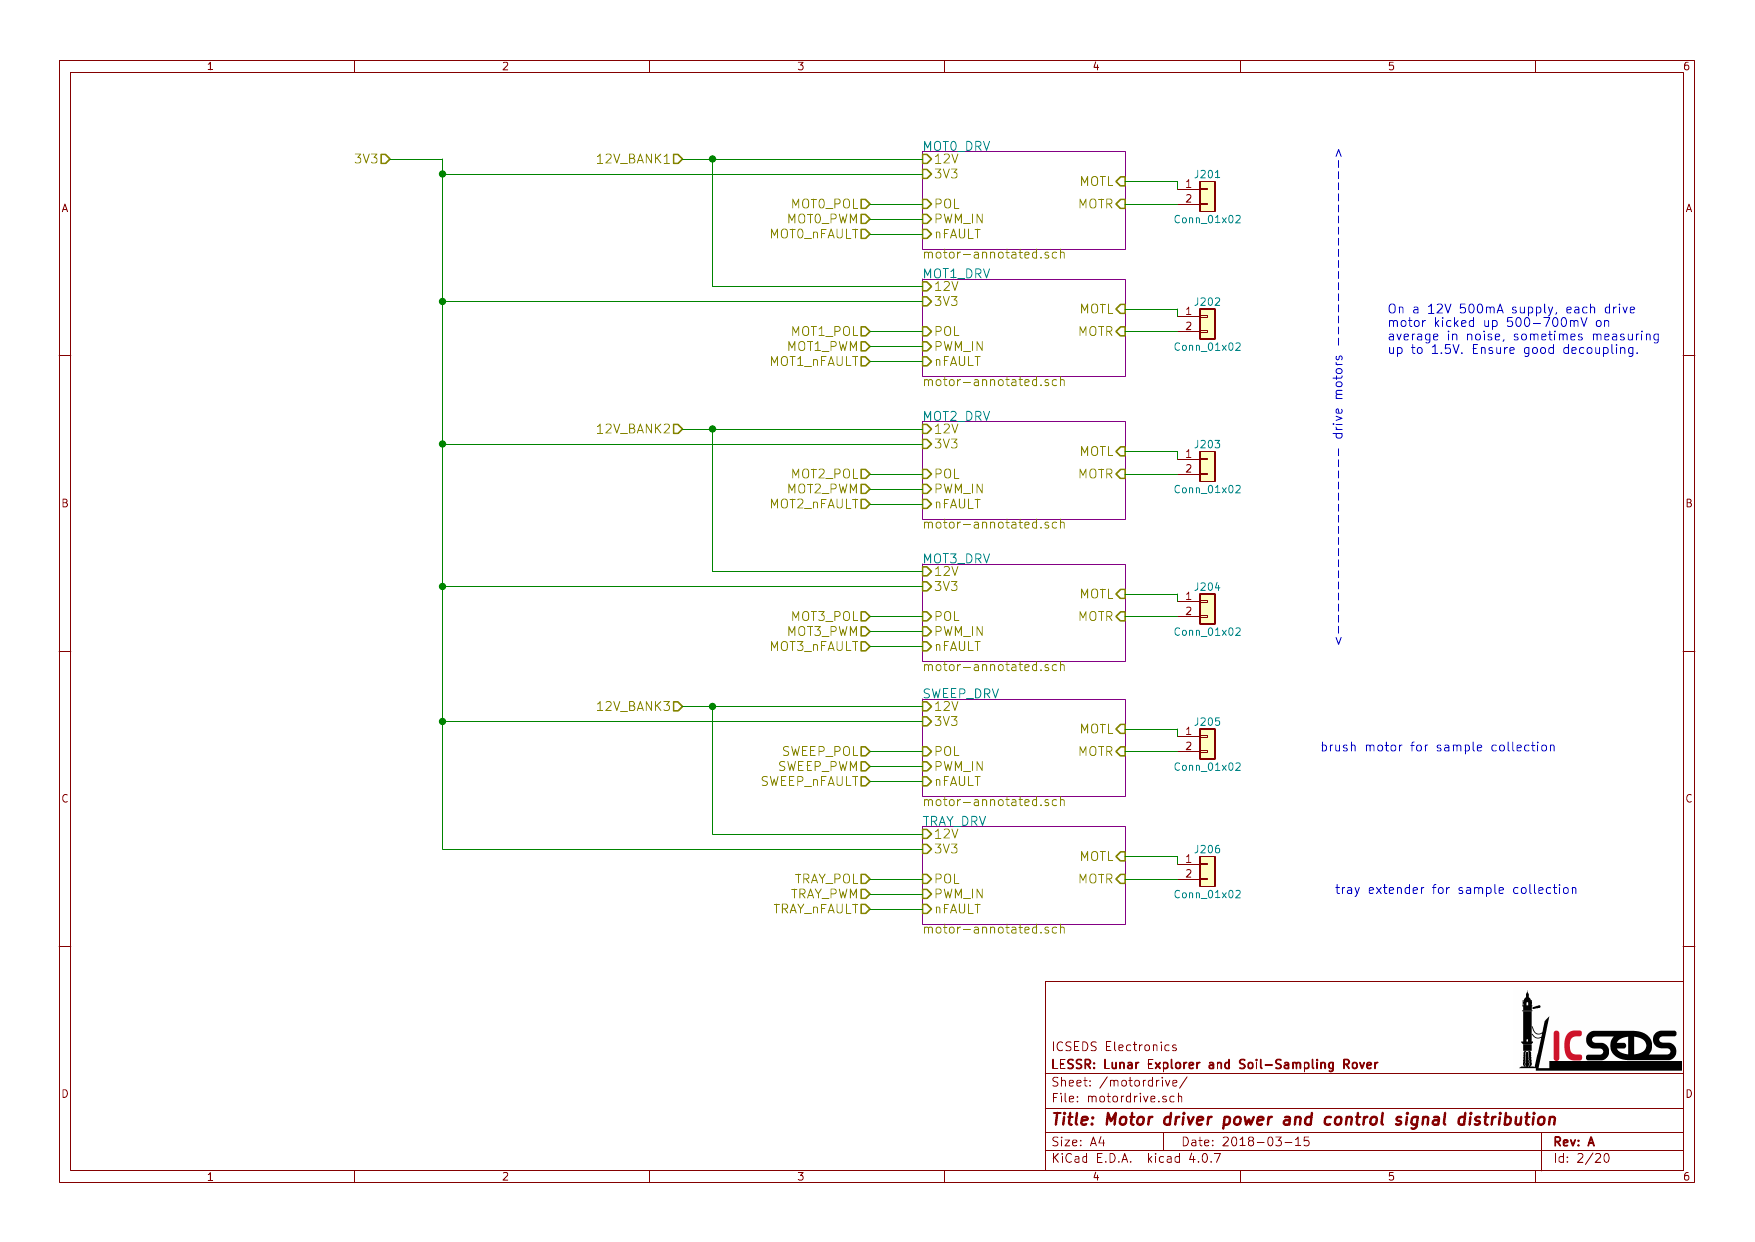 1 2 3 4 5 6
A
B
C
D
A
B
C
D
3V3
12V_BANK1
MOT0_DRV
12V
3V3
MOTL
MOTR
MOT0_POL
POL
MOT0_PWM
PWM_IN
MOT0_nFAULT
nFAULT
motor-annotated.sch
J201
1
2
Conn_01x02
MOT1_DRV
12V
3V3
MOTL
MOTR
MOT1_POL
POL
MOT1_PWM
PWM_IN
MOT1_nFAULT
nFAULT
motor-annotated.sch
J202
1
2
Conn_01x02
On a 12V 500mA supply, each drive
motor kicked up 500-700mV on
average in noise, sometimes measuring
up to 1.5V. Ensure good decoupling.
<---- drive motors ---->
12V_BANK2
MOT2_DRV
12V
3V3
MOTL
MOTR
MOT2_POL
POL
MOT2_PWM
PWM_IN
MOT2_nFAULT
nFAULT
motor-annotated.sch
J203
1
2
Conn_01x02
MOT3_DRV
12V
3V3
MOTL
MOTR
MOT3_POL
POL
MOT3_PWM
PWM_IN
MOT3_nFAULT
nFAULT
motor-annotated.sch
J204
1
2
Conn_01x02
12V_BANK3
SWEEP_DRV
12V
3V3
MOTL
MOTR
SWEEP_POL
POL
SWEEP_PWM
PWM_IN
SWEEP_nFAULT
nFAULT
motor-annotated.sch
J205
1
2
Conn_01x02
brush motor for sample collection
TRAY_DRV
12V
3V3
MOTL
MOTR
TRAY_POL
POL
TRAY_PWM
PWM_IN
TRAY_nFAULT
nFAULT
motor-annotated.sch
J206
1
2
Conn_01x02
tray extender for sample collection
ICSEDS
ICSEDS Electronics
LESSR: Lunar Explorer and Soil-Sampling Rover
Sheet: /motordrive/
File: motordrive.sch
Title: Motor driver power and control signal distribution
Size: A4 Date: 2018-03-15 Rev: A
KiCad E.D.A. kicad 4.0.7 Id: 2/20
1 2 3 4 5 6